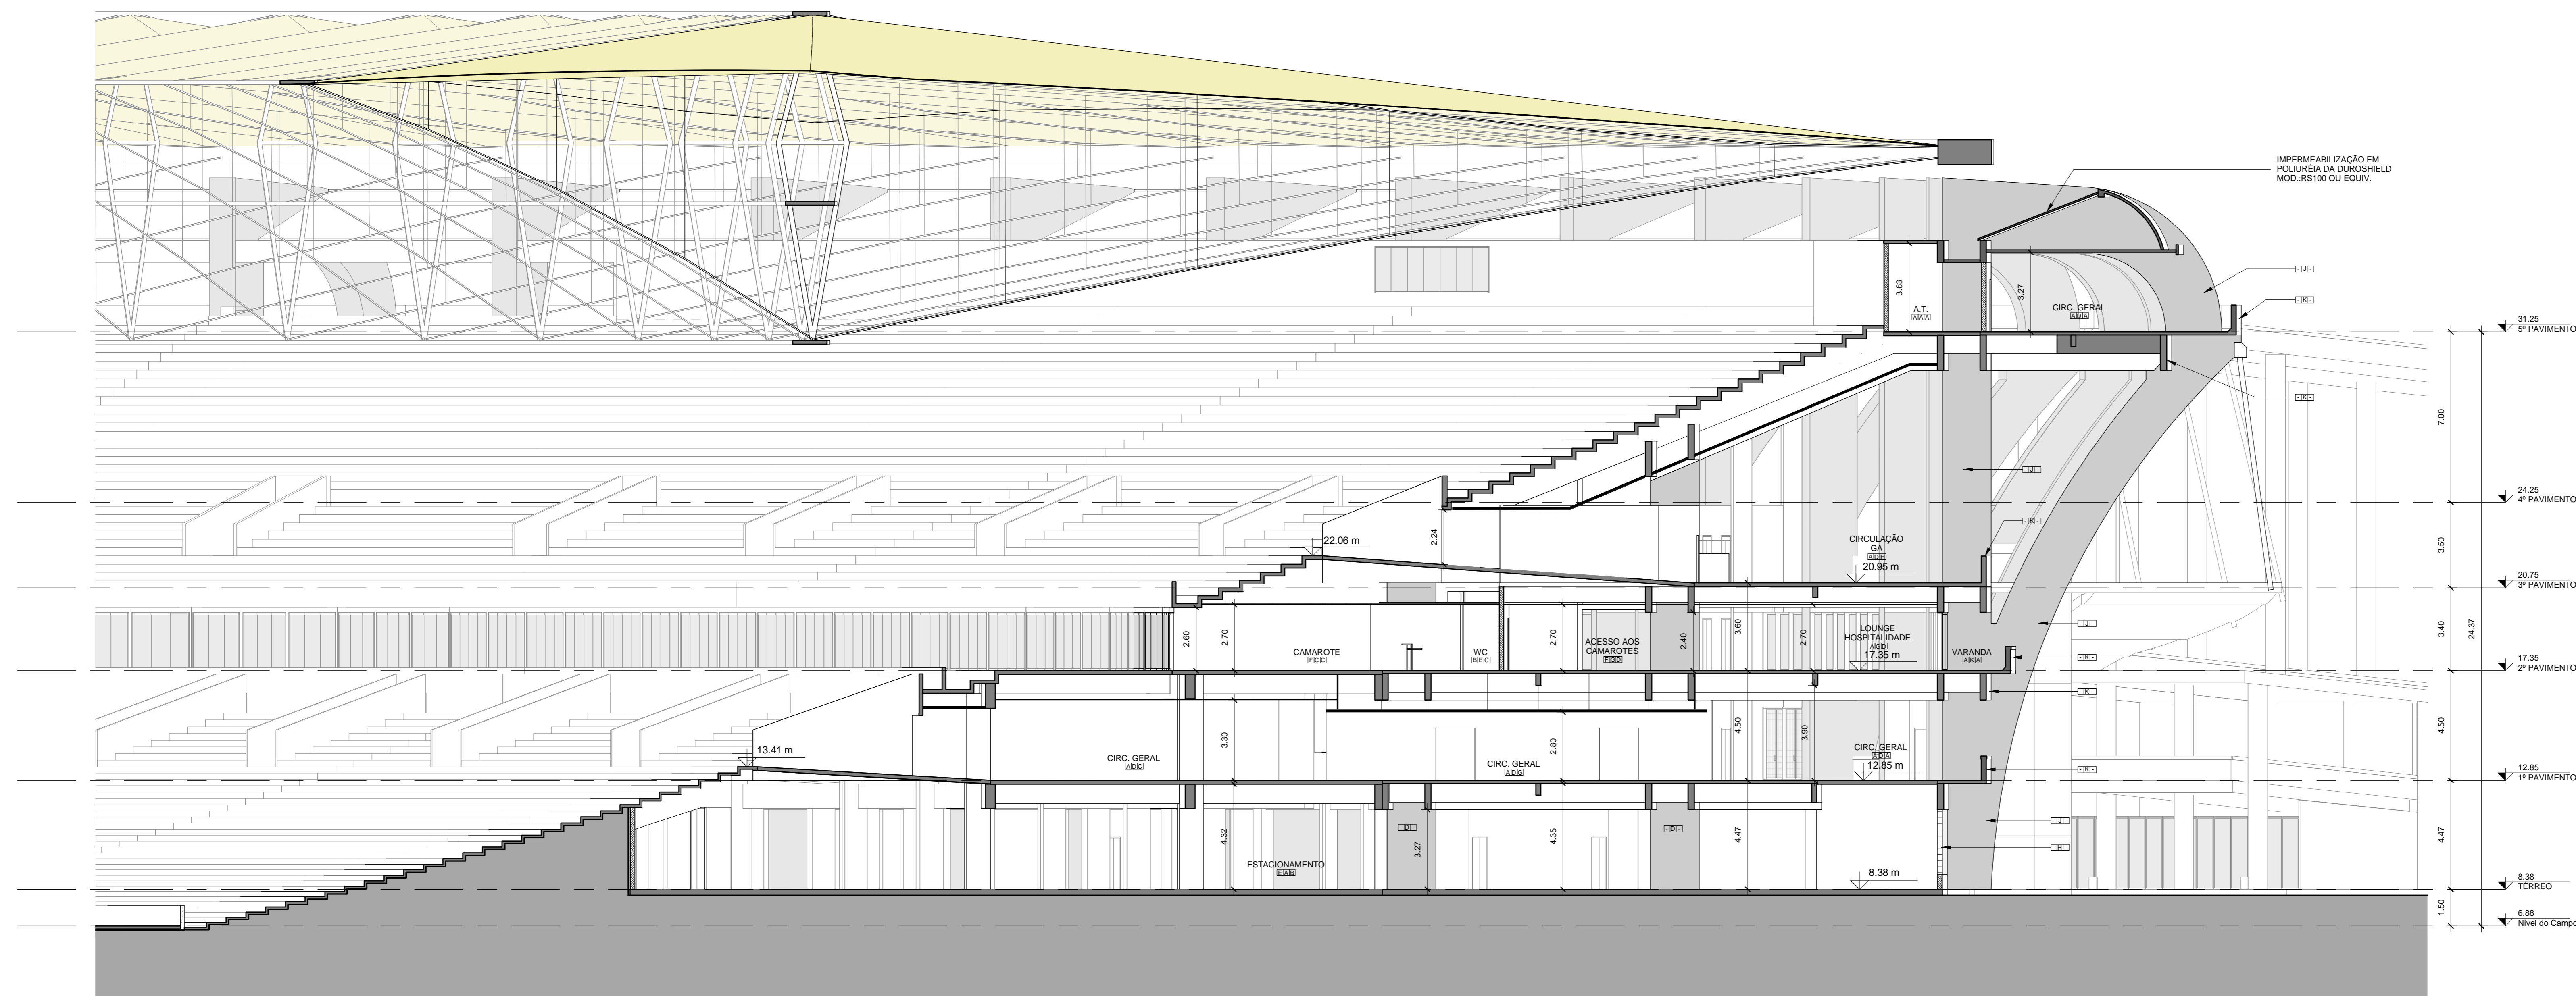 IMPERMEABILIZAÇÃO EM
POLIURÉIA DA DUROSHIELD
MOD.:RS100 OU EQUIV.
- J -
- K -
3.63
3.27
A.T.
A A A
CIRC. GERAL
A D A
31.25
5º PAVIMENTO
- K -
7.00
- J -
24.25
4º PAVIMENTO
- K -
2.24
22.06 m
CIRCULAÇÃO
GA
A D H
20.95 m
3.50
20.75
3º PAVIMENTO
2.60
2.70
2.70
2.40
3.60
2.70
CAMAROTE
F C C
WC
B E C
ACESSO AOS
CAMAROTES
F G D
LOUNGE
HOSPITALIDADE
A G D
17.35 m
VARANDA
A K A
- J -
- K -
3.40
24.37
17.35
2º PAVIMENTO
- K -
13.41 m
3.30
2.80
4.50
3.90
CIRC. GERAL
A D C
CIRC. GERAL
A D G
CIRC. GERAL
A D A
12.85 m
- K -
4.50
12.85
1º PAVIMENTO
4.32
- D -
3.27
4.35
- D -
4.47
- J -
- H -
4.47
ESTACIONAMENTO
E A B
8.38 m
8.38
TÉRREO
1.50
6.88
Nível do Campo